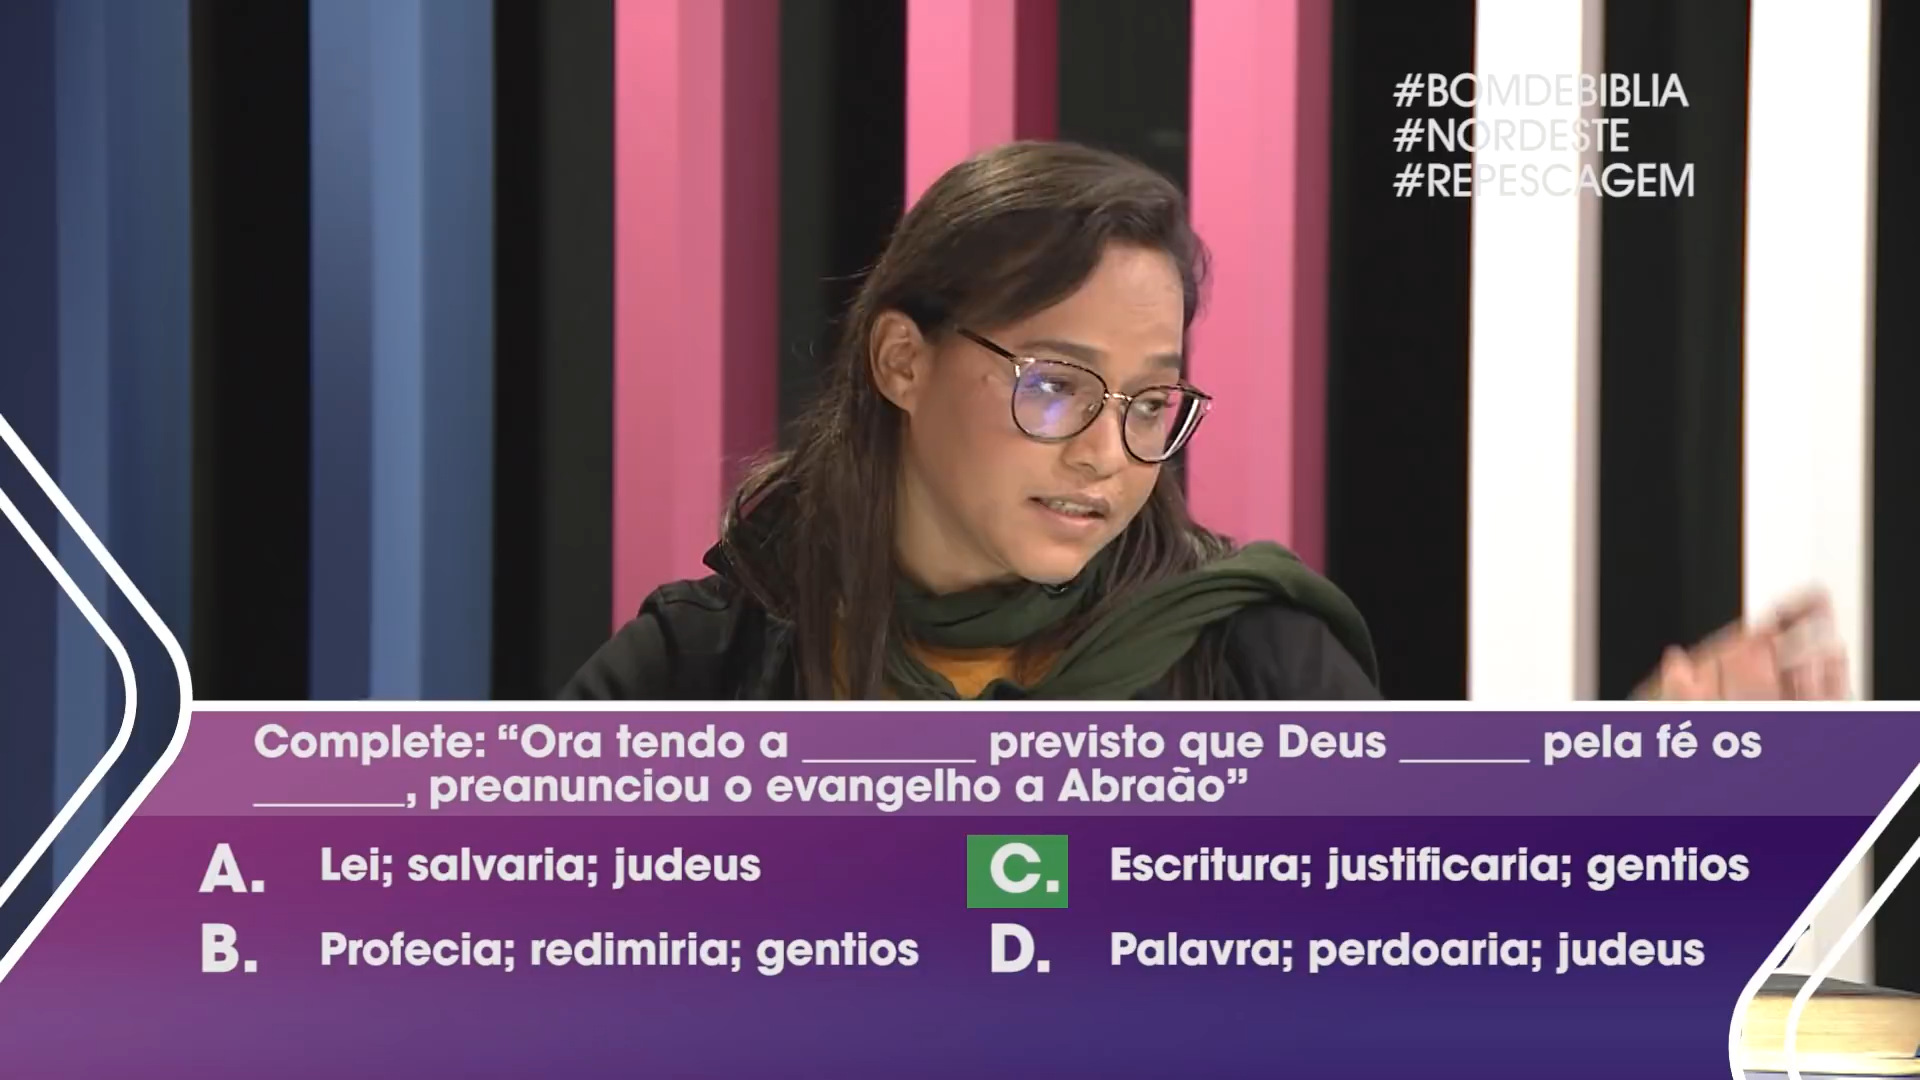 #BOMDEBIBLIA
#NORDESTE
#REPESCAGEM
Complete: “Ora tendo a ________ previsto que Deus ______ pela fé os
_______, preanunciou o evangelho a Abraão”
A. Lei; salvaria; judeus
C. Escritura; justificaria; gentios
B. Profecia; redimiria; gentios
D. Palavra; perdoaria; judeus